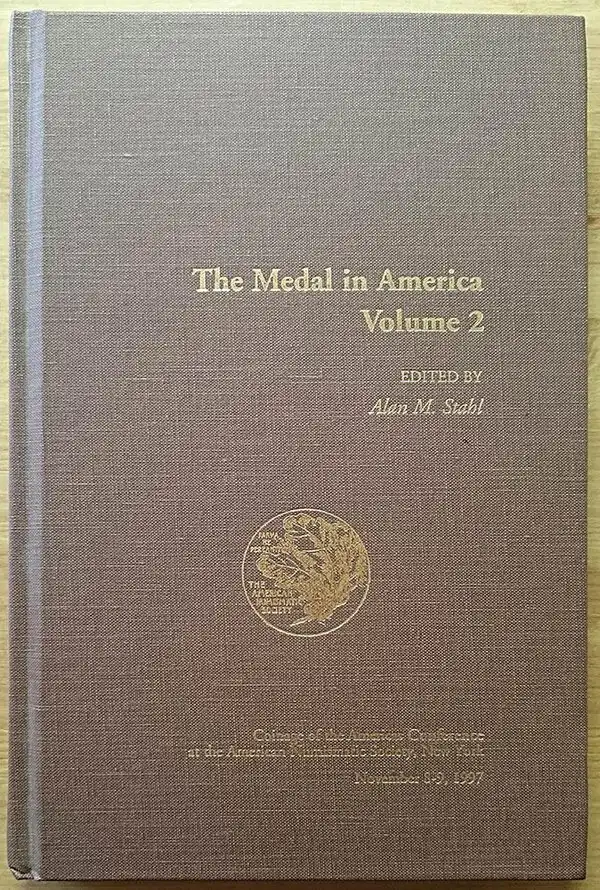 The Medal in America
Volume 2
EDITED BY
Alan M. Stahl
PARVA
NE
PEREANT
THE
AMERICAN
NUMISMATIC
SOCIETY
Coinage of the Americas Conference
at the American Numismatic Society, New York
November 8-9, 1997